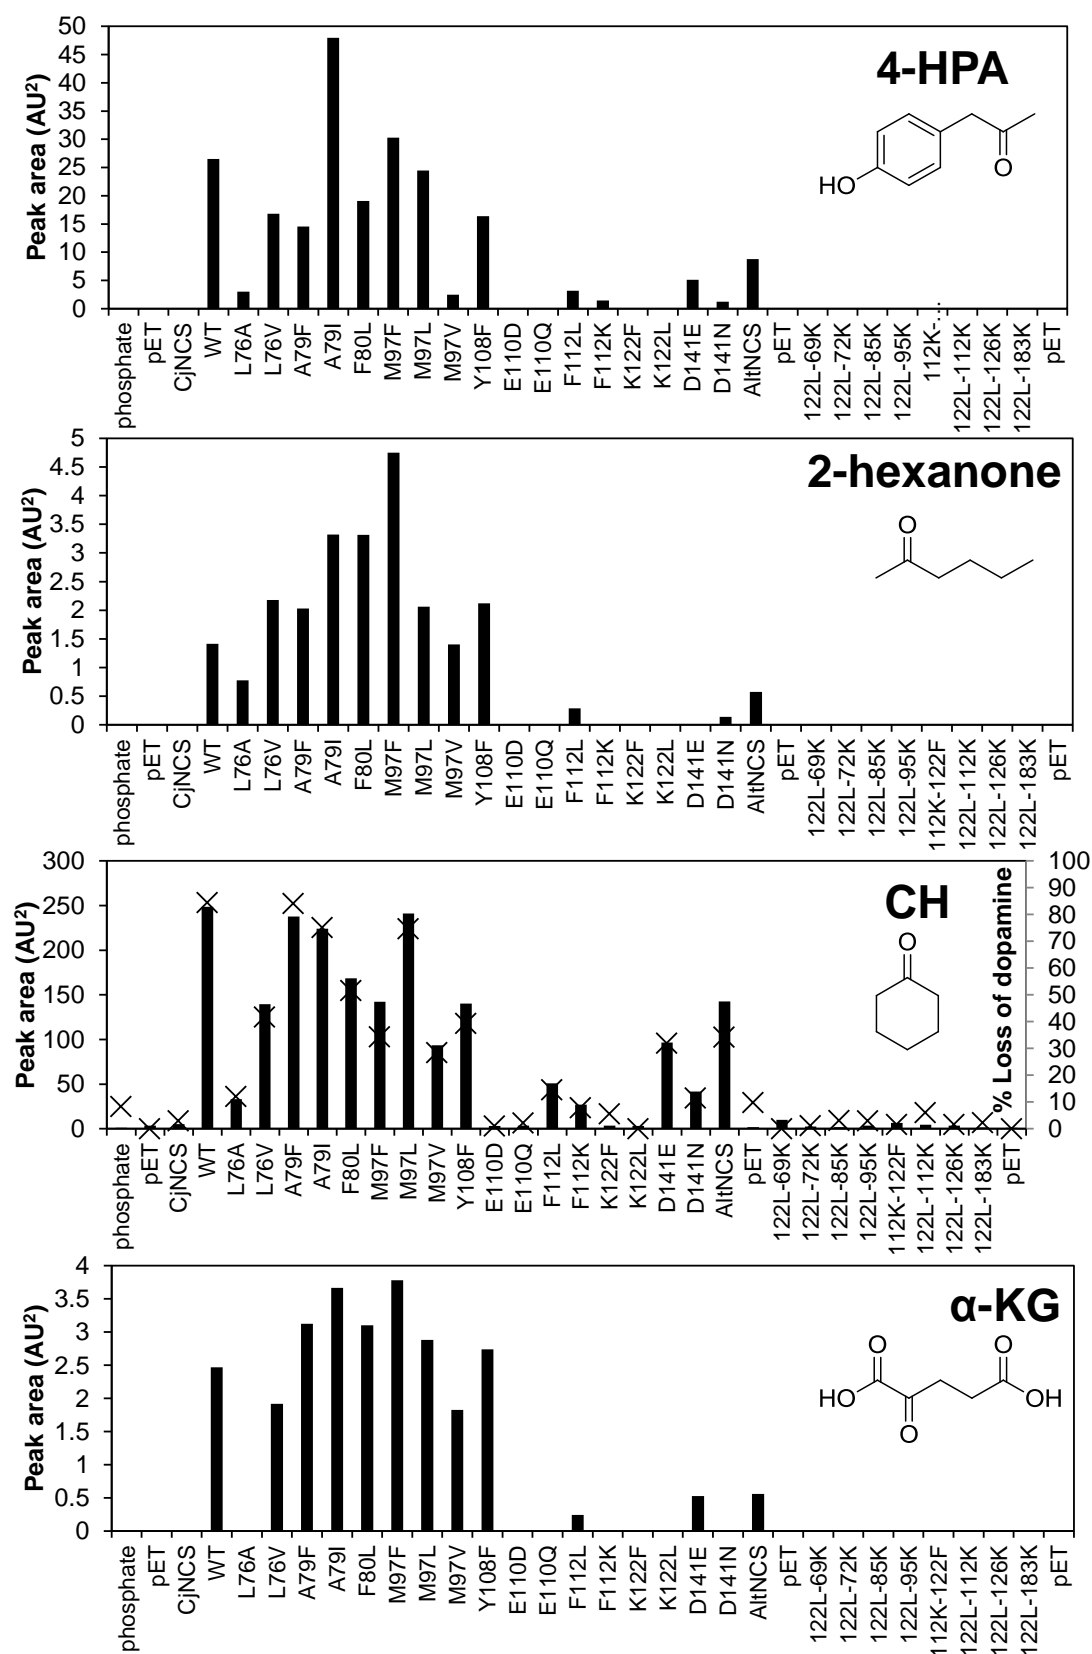 4-HPA
Peak area (AU²)
50
45
40
35
30
25
20
15
10
5
0
HO
O
phosphate
pET
CjNCS
WT
L76A
L76V
A79F
A79I
F80L
M97F
M97L
M97V
Y108F
E110D
E110Q
F112L
F112K
K122F
K122L
D141E
D141N
AltNCS
pET
122L-69K
122L-72K
122L-85K
122L-95K
112K-...
122L-112K
122L-126K
122L-183K
pET
2-hexanone
Peak area (AU²)
5
4.5
4
3.5
3
2.5
2
1.5
1
0.5
0
O
phosphate
pET
CjNCS
WT
L76A
L76V
A79F
A79I
F80L
M97F
M97L
M97V
Y108F
E110D
E110Q
F112L
F112K
K122F
K122L
D141E
D141N
AltNCS
pET
122L-69K
122L-72K
122L-85K
122L-95K
112K-122F
122L-112K
122L-126K
122L-183K
pET
CH
Peak area (AU²)
300
250
200
150
100
50
0
O
% Loss of dopamine
100
90
80
70
60
50
40
30
20
10
0
phosphate
pET
CjNCS
WT
L76A
L76V
A79F
A79I
F80L
M97F
M97L
M97V
Y108F
E110D
E110Q
F112L
F112K
K122F
K122L
D141E
D141N
AltNCS
pET
122L-69K
122L-72K
122L-85K
122L-95K
112K-122F
122L-112K
122L-126K
122L-183K
pET
α-KG
Peak area (AU²)
4
3.5
3
2.5
2
1.5
1
0.5
0
O
O
HO
OH
O
phosphate
pET
CjNCS
WT
L76A
L76V
A79F
A79I
F80L
M97F
M97L
M97V
Y108F
E110D
E110Q
F112L
F112K
K122F
K122L
D141E
D141N
AltNCS
pET
122L-69K
122L-72K
122L-85K
122L-95K
112K-122F
122L-112K
122L-126K
122L-183K
pET